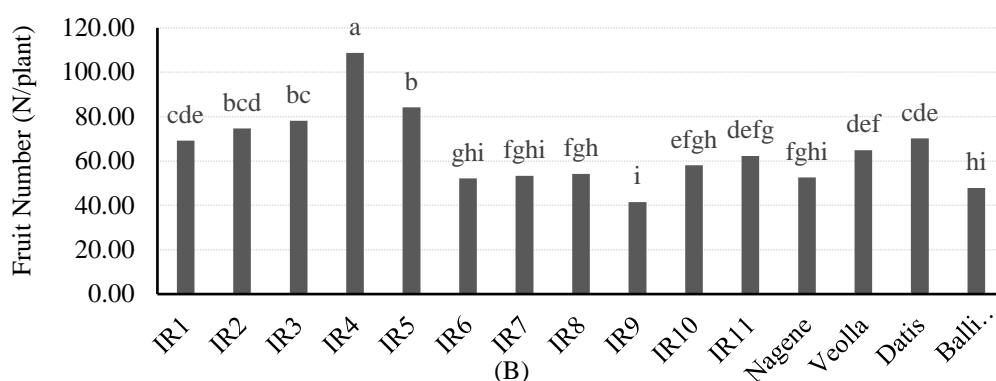 Fruit Number (N/plant)
120.00
100.00
80.00
60.00
40.00
20.00
0.00
cde
bcd
bc
a
b
ghi
fghi
fgh
i
efgh
defg
fghi
def
cde
hi
IR1
IR2
IR3
IR4
IR5
IR6
IR7
IR8
IR9
IR10
IR11
Nagene
Veolla
Datis
Balli…
(B)